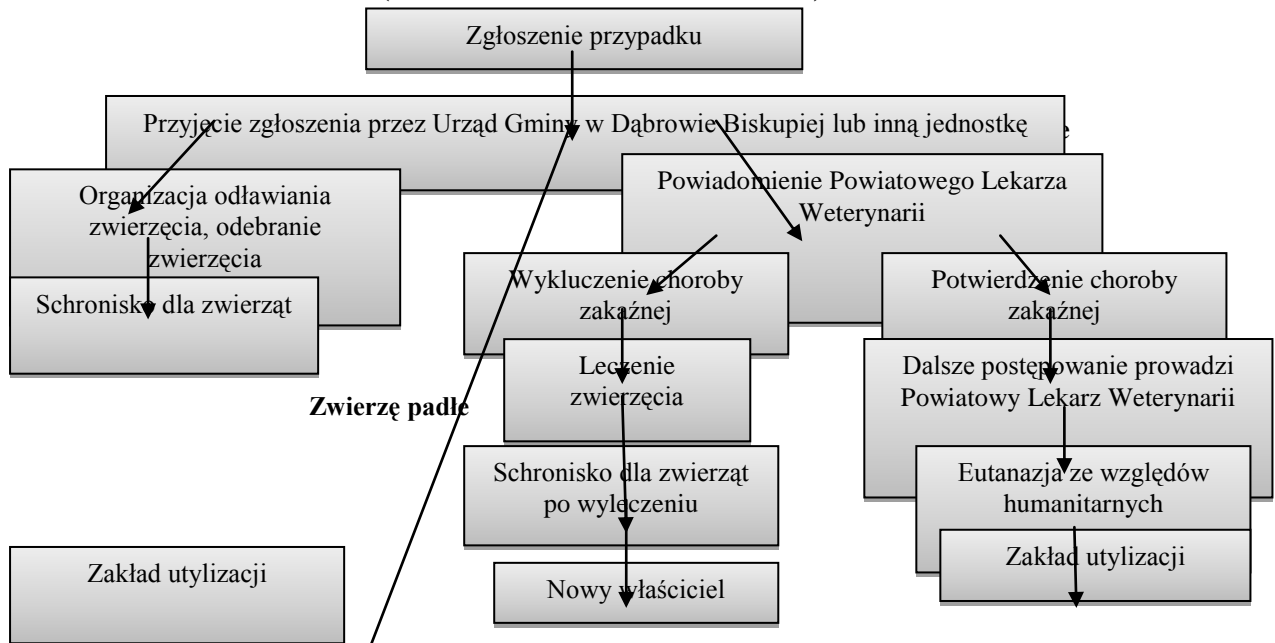 Zgłoszenie przypadku
Przyjęcie zgłoszenia przez Urząd Gminy w Dąbrowie Biskupiej lub inną jednostkę
Organizacja odławiania
zwierzęcia, odebranie
zwierzęcia
Schronisko dla zwierząt
Powiadomienie Powiatowego Lekarza
Weterynarii
Wykluczenie choroby
zakaźnej
Potwierdzenie choroby
zakaźnej
Leczenie
zwierzęcia
Dalsze postępowanie prowadzi
Powiatowy Lekarz Weterynarii
Zwierzę padłe
Schronisko dla zwierząt
po wyleczeniu
Eutanazja ze względów
humanitarnych
Zakład utylizacji
Nowy właściciel
Zakład utylizacji